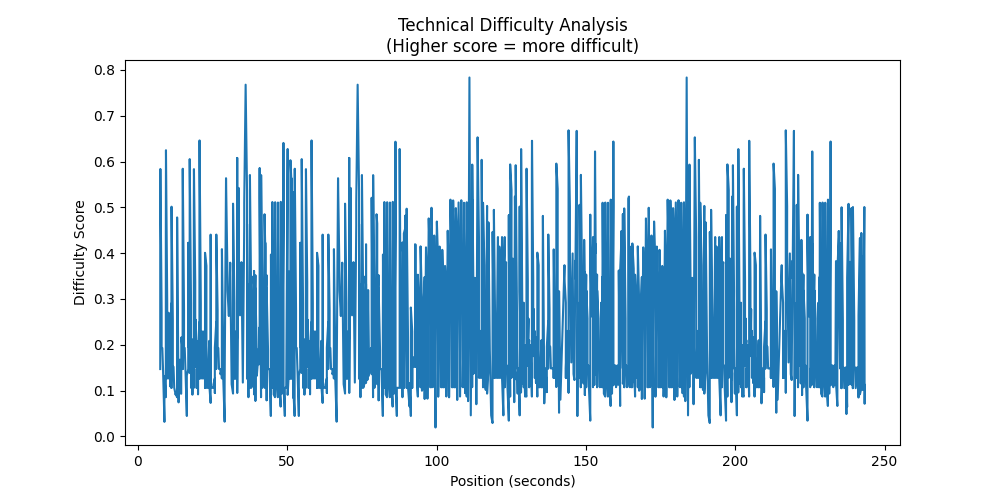 Technical Difficulty Analysis
(Higher score = more difficult)
Difficulty Score
0.8
0.7
0.6
0.5
0.4
0.3
0.2
0.1
0.0
0 50 100 150 200 250
Position (seconds)